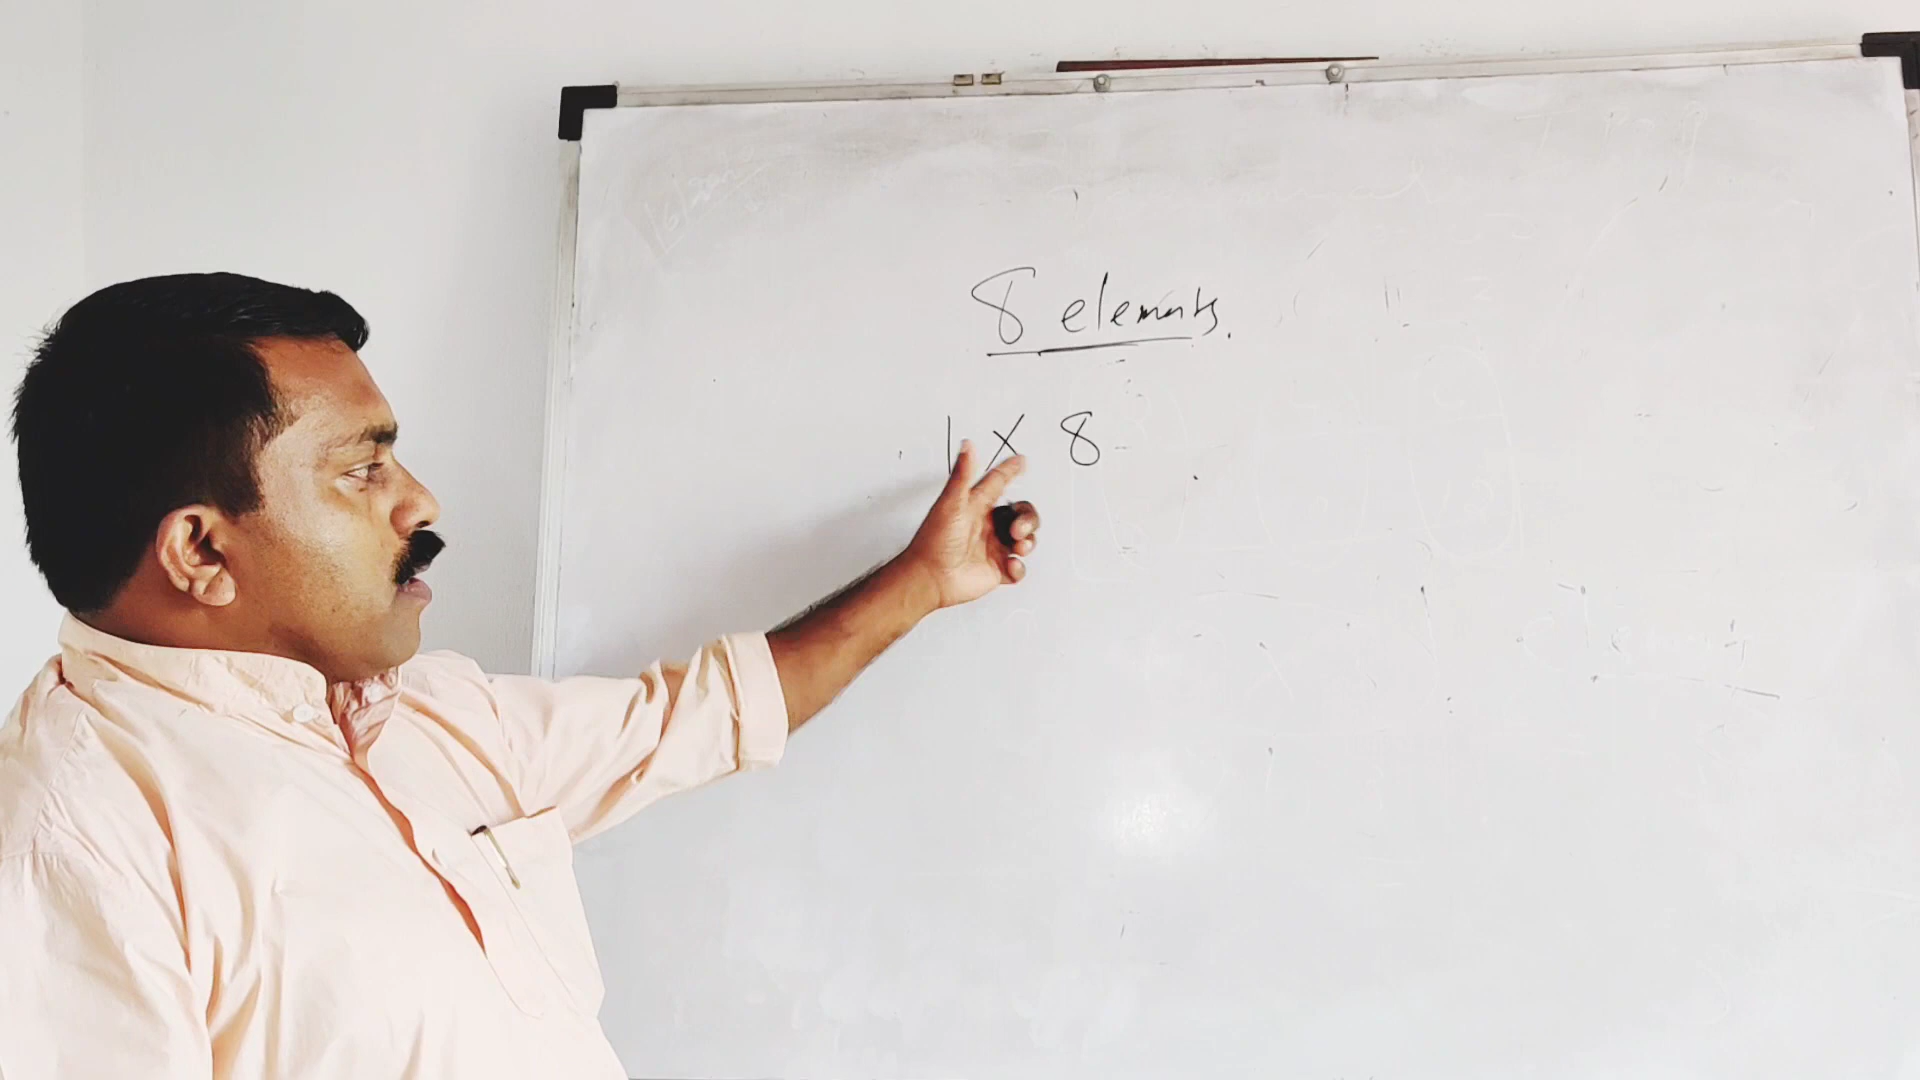 8 elements.
1 × 8